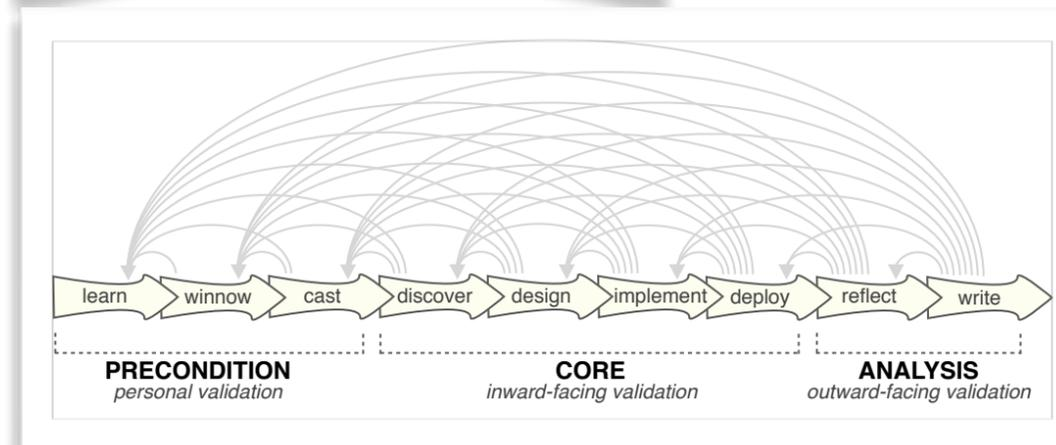 learn winnow cast discover design implement deploy reflect write
PRECONDITION CORE ANALYSIS
personal validation inward-facing validation outward-facing validation